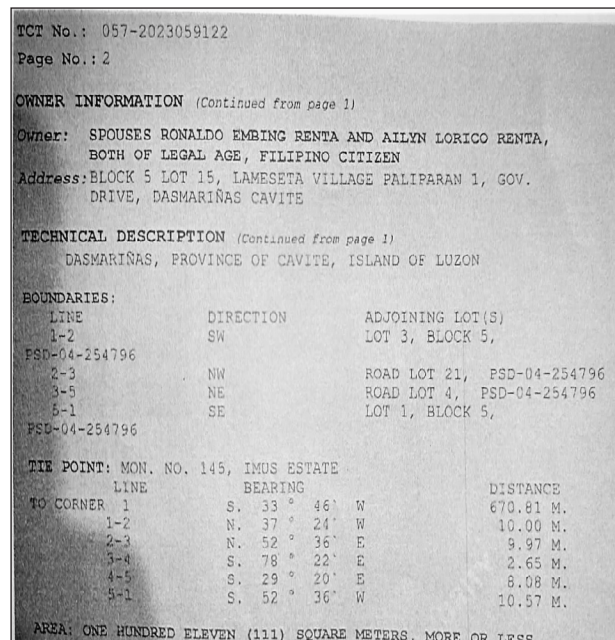 TCT No.: 057-2023059122
Page No.: 2
OWNER INFORMATION (Continued from page 1)
Owner: SPOUSES RONALDO EMBING RENTA AND AILYN LORICO RENTA,
BOTH OF LEGAL AGE, FILIPINO CITIZEN
Address: BLOCK 5 LOT 15, LAMESETA VILLAGE PALIPARAN 1, GOV.
DRIVE, DASMARIÑAS CAVITE
TECHNICAL DESCRIPTION (Continued from page 1)
DASMARIÑAS, PROVINCE OF CAVITE, ISLAND OF LUZON
BOUNDARIES:
LINE DIRECTION ADJOINING LOT(S)
1-2 SW LOT 3, BLOCK 5,
PSD-04-254796
2-3 NW ROAD LOT 21, PSD-04-254796
3-5 NE ROAD LOT 4, PSD-04-254796
5-1 SE LOT 1, BLOCK 5,
PSD-04-254796
TIE POINT: MON. NO. 145, IMUS ESTATE
LINE BEARING DISTANCE
TO CORNER 1 S. 33 ° 46' W 670.81 M.
1-2 N. 37 ° 24' W 10.00 M.
2-3 N. 52 ° 36' E 9.97 M.
3-4 S. 78 ° 22' E 2.65 M.
4-5 S. 29 ° 20' E 8.08 M.
5-1 S. 52 ° 36' W 10.57 M.
AREA: ONE HUNDRED ELEVEN (111) SQUARE METERS, MORE OR LESS